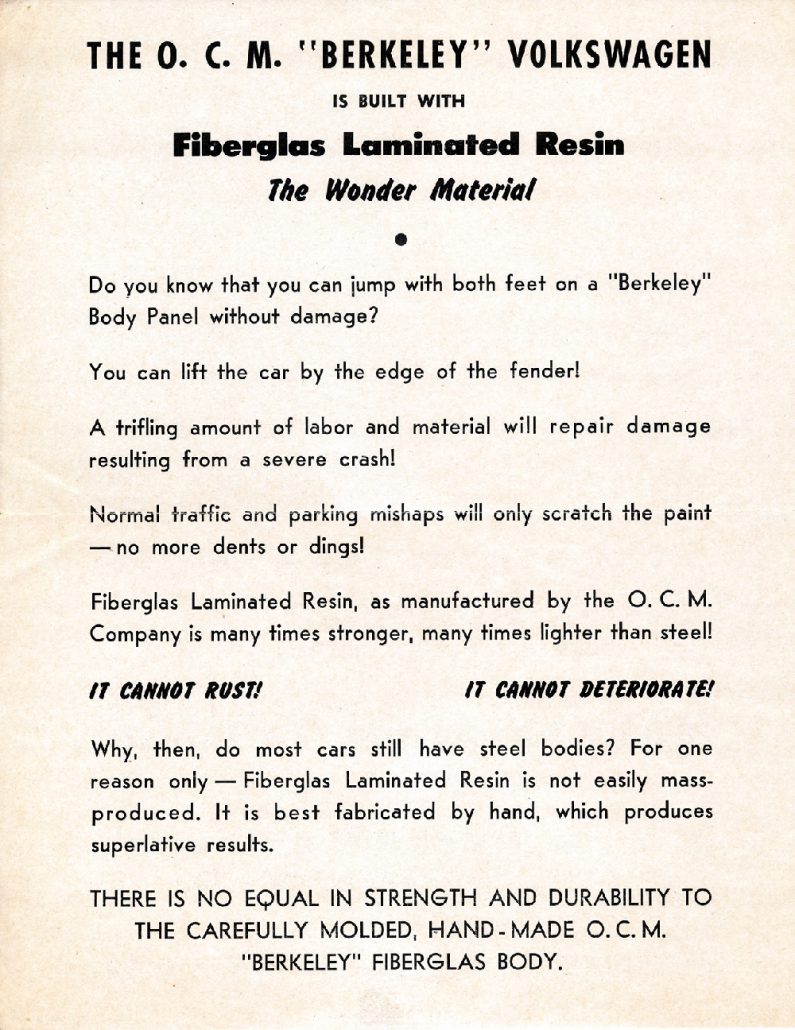 THE O. C. M. "BERKELEY" VOLKSWAGEN
IS BUILT WITH
Fiberglas Laminated Resin
The Wonder Material
•
Do you know that you can jump with both feet on a "Berkeley"
Body Panel without damage?
You can lift the car by the edge of the fender!
A trifling amount of labor and material will repair damage
resulting from a severe crash!
Normal traffic and parking mishaps will only scratch the paint
— no more dents or dings!
Fiberglas Laminated Resin, as manufactured by the O. C. M.
Company is many times stronger, many times lighter than steel!
IT CANNOT RUST! IT CANNOT DETERIORATE!
Why, then, do most cars still have steel bodies? For one
reason only — Fiberglas Laminated Resin is not easily mass-
produced. It is best fabricated by hand, which produces
superlative results.
THERE IS NO EQUAL IN STRENGTH AND DURABILITY TO
THE CAREFULLY MOLDED, HAND-MADE O. C. M.
"BERKELEY" FIBERGLAS BODY.